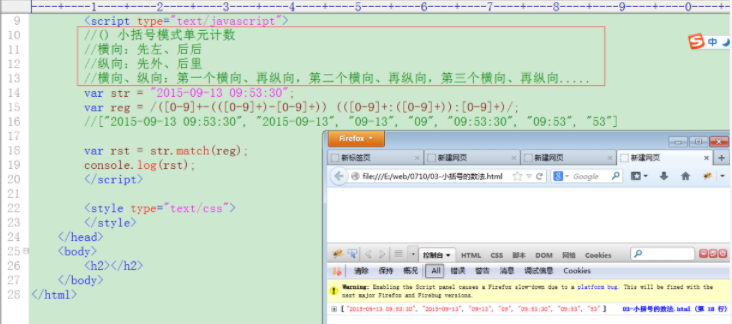 ----+----1----+----2----+----3----+----4----+----5----+----6----+----7----+----8----+----9----+----0----+--
9 <script type="text/javascript">
10 //() 小括号模式单元计数
11 //横向：先左、后后
12 //纵向：先外、后里
13 //横向、纵向：第一个横向、再纵向，第二个横向、再纵向，第三个横向、再纵向.....
14 var str = "2015-09-13 09:53:30";
15 var reg = /([0-9]+-(([0-9]+)-[0-9]+)) (([0-9]+:([0-9]+)):[0-9]+)/;
16 //["2015-09-13 09:53:30", "2015-09-13", "09-13", "09", "09:53:30", "09:53", "53"]
17
18 var rst = str.match(reg);
19 console.log(rst);
20 </script>
21
22 <style type="text/css">
23 </style>
24 </head>
25 <body>
26 <h2></h2>
27 </body>
28 </html>
中
Firefox
新标签页 新建网页 新建网页 新建网页
file:///E:/web/0710/03-小括号的数法.html Google
控制台 HTML CSS 脚本 DOM 网络 Cookies
清除 保持 概况 All 错误 警告 消息 调试信息 Cookies
Warning: Enabling the Script panel causes a Firefox slow-down due to a platform bug. This will be fixed with the
next major Firefox and Firebug versions.
["2015-09-13 09:53:30", "2015-09-13", "09-13", "09", "09:53:30", "09:53", "53"] 03-小括号的数法.html (第 18 行)